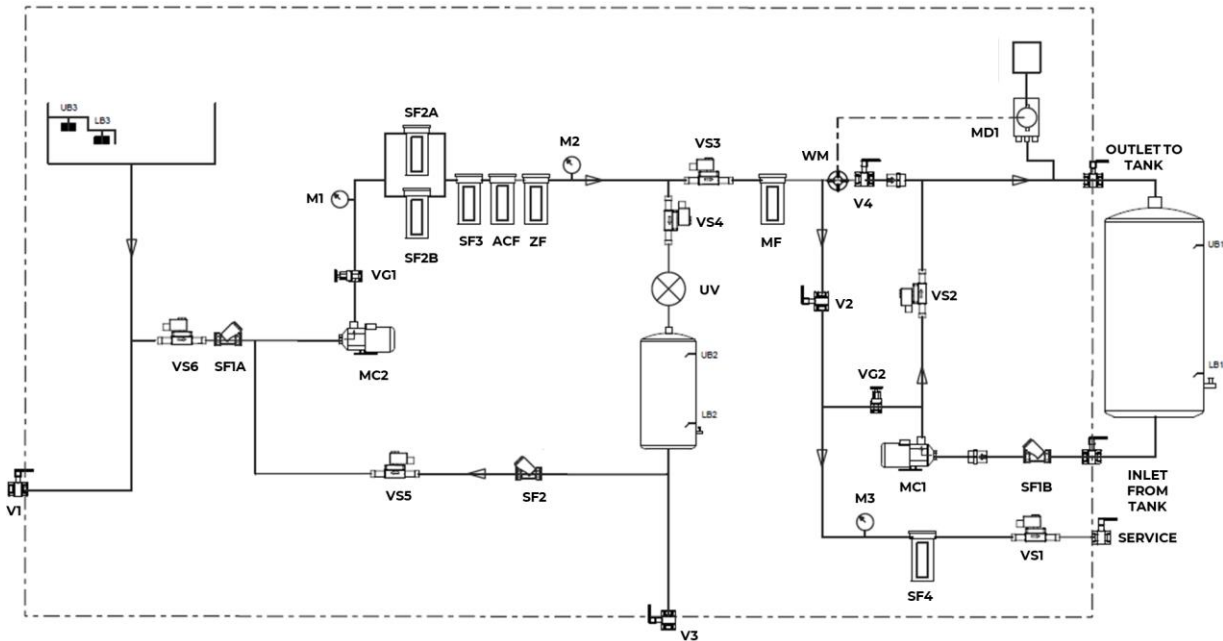 UB3
LB3
SF2A
M1
SF2B
SF3
ACF
ZF
M2
VS3
VS4
MF
WM
V4
MD1
OUTLET TO
TANK
VG1
UV
V2
VS2
UB1
VS6
SF1A
MC2
UB2
LB2
VG2
LB1
VS5
SF2
MC1
SF1B
INLET
FROM
TANK
V1
M3
SF4
VS1
SERVICE
V3